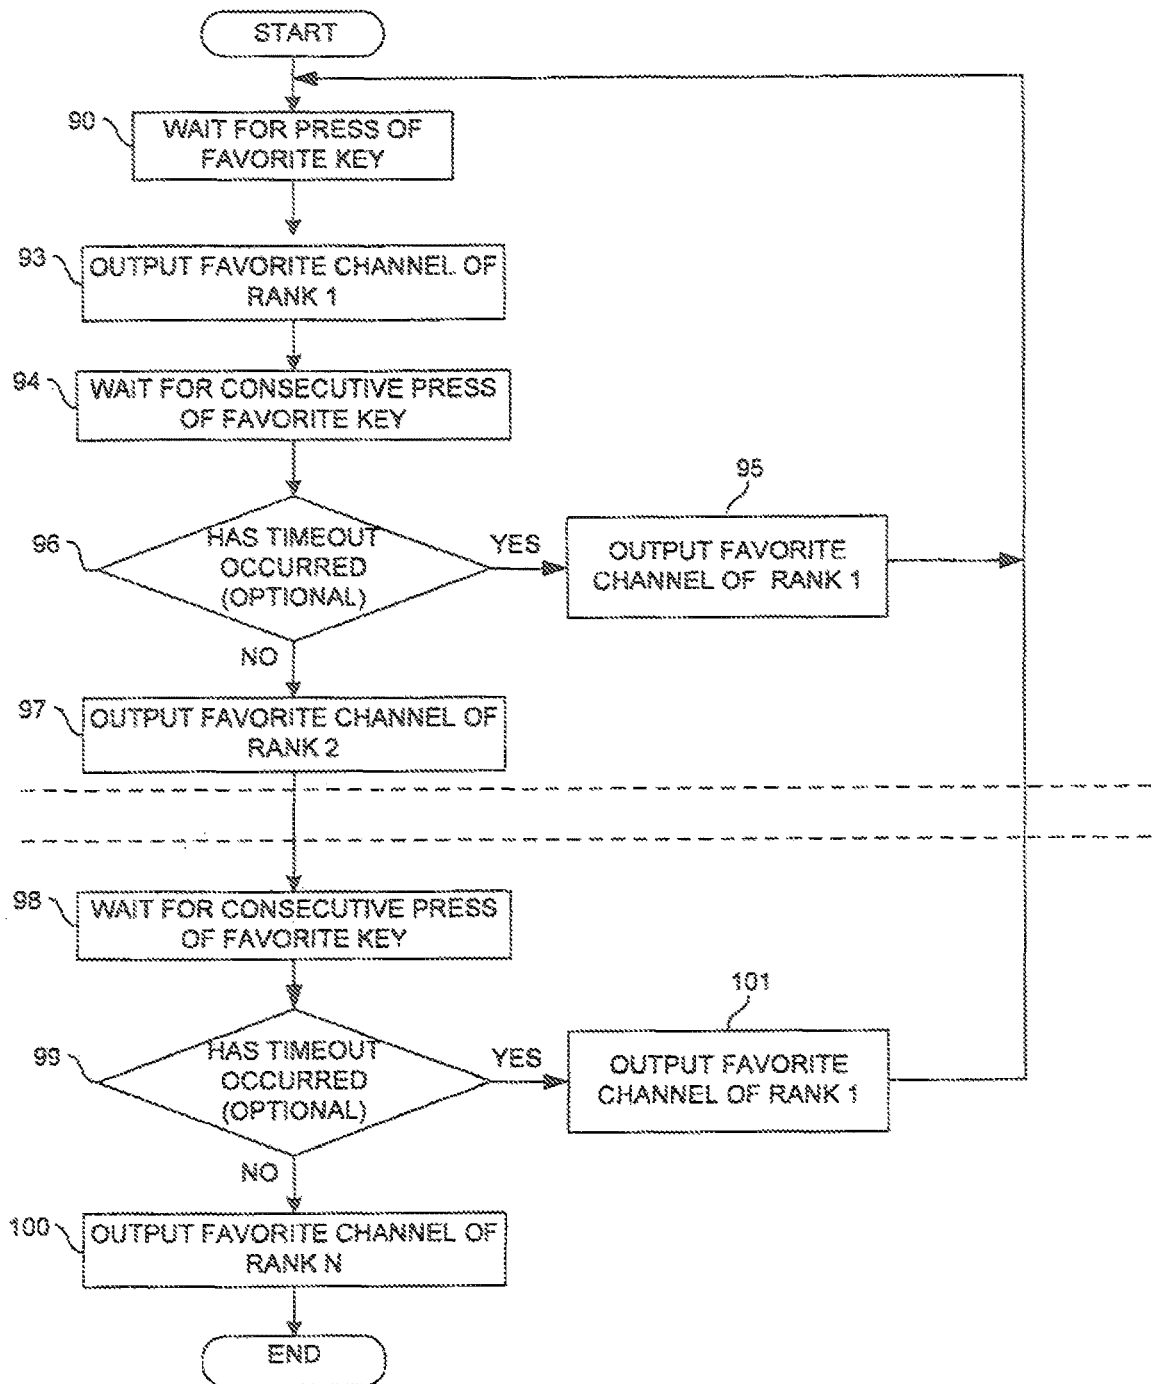 START
90
WAIT FOR PRESS OF
FAVORITE KEY
93
OUTPUT FAVORITE CHANNEL OF
RANK 1
94
WAIT FOR CONSECUTIVE PRESS
OF FAVORITE KEY
96
HAS TIMEOUT
OCCURRED
(OPTIONAL)
YES
95
OUTPUT FAVORITE
CHANNEL OF RANK 1
NO
97
OUTPUT FAVORITE CHANNEL OF
RANK 2
98
WAIT FOR CONSECUTIVE PRESS
OF FAVORITE KEY
99
HAS TIMEOUT
OCCURRED
(OPTIONAL)
YES
101
OUTPUT FAVORITE
CHANNEL OF RANK 1
NO
100
OUTPUT FAVORITE CHANNEL OF
RANK N
END